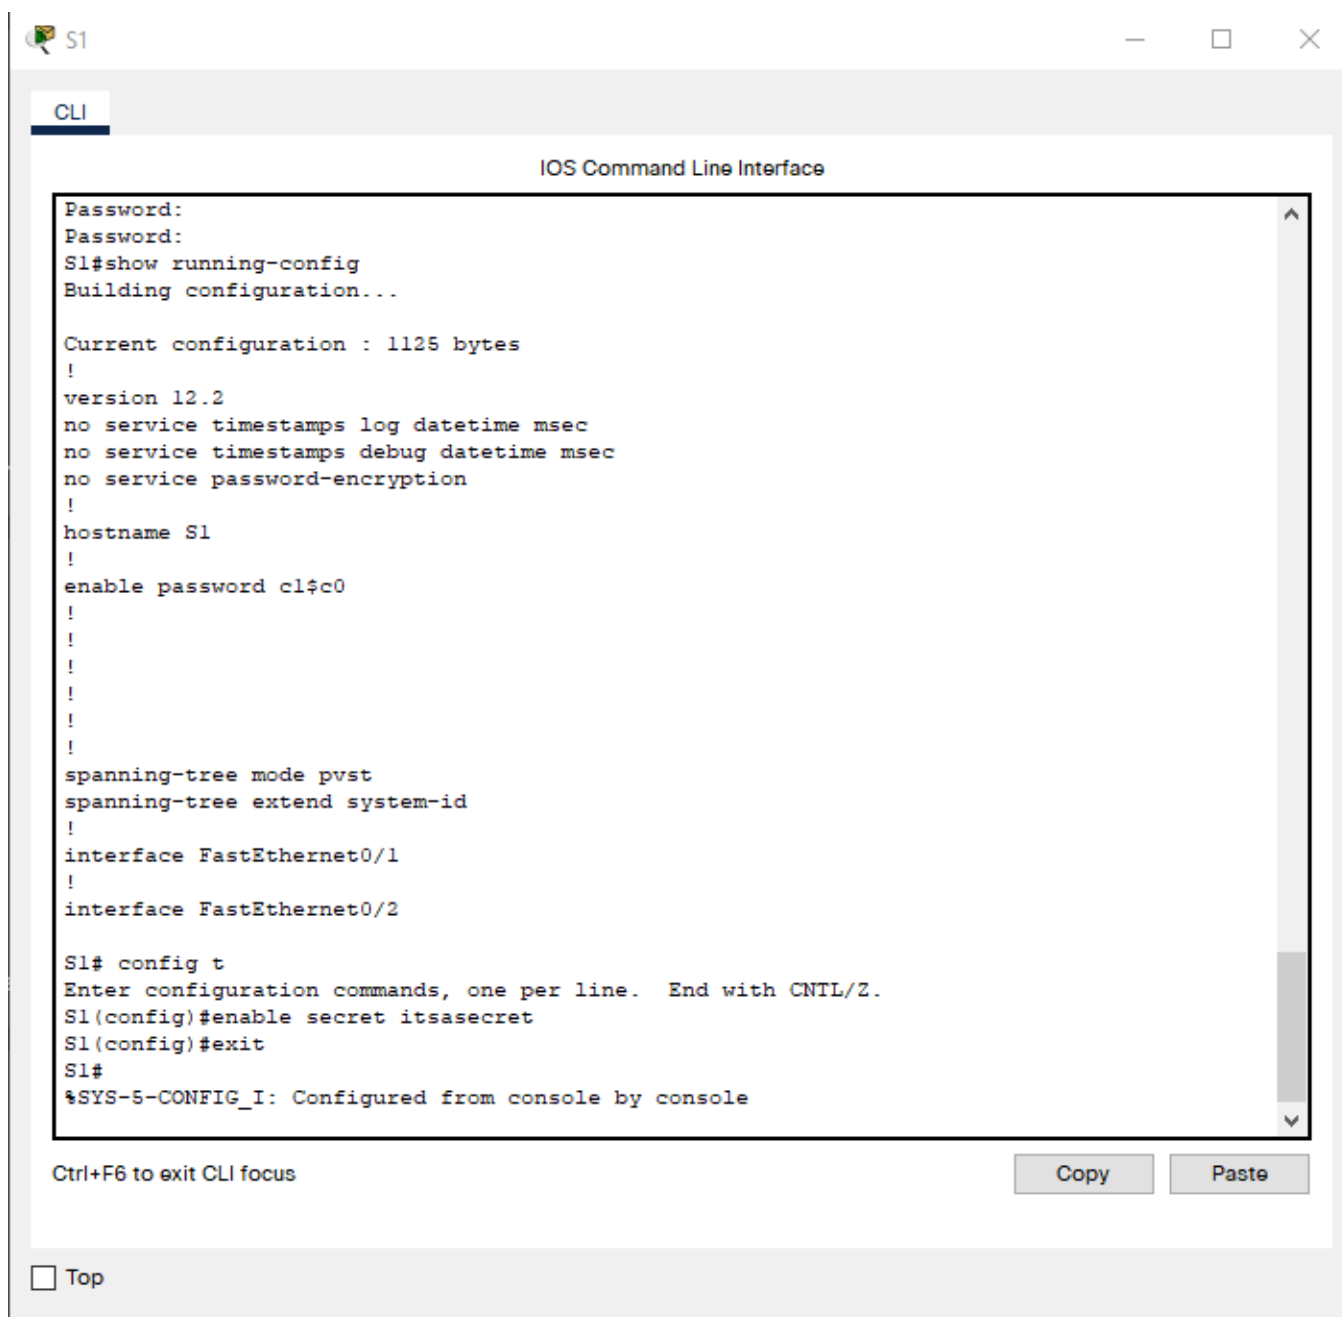 S1
CLI
IOS Command Line Interface
Password:
Password:
S1#show running-config
Building configuration...
Current configuration : 1125 bytes
!
version 12.2
no service timestamps log datetime msec
no service timestamps debug datetime msec
no service password-encryption
!
hostname S1
!
enable password c1$c0
!
!
!
!
!
!
spanning-tree mode pvst
spanning-tree extend system-id
!
interface FastEthernet0/1
!
interface FastEthernet0/2
S1# config t
Enter configuration commands, one per line.  End with CNTL/Z.
S1(config)#enable secret itsasecret
S1(config)#exit
S1#
%SYS-5-CONFIG_I: Configured from console by console
Ctrl+F6 to exit CLI focus
Copy
Paste
Top